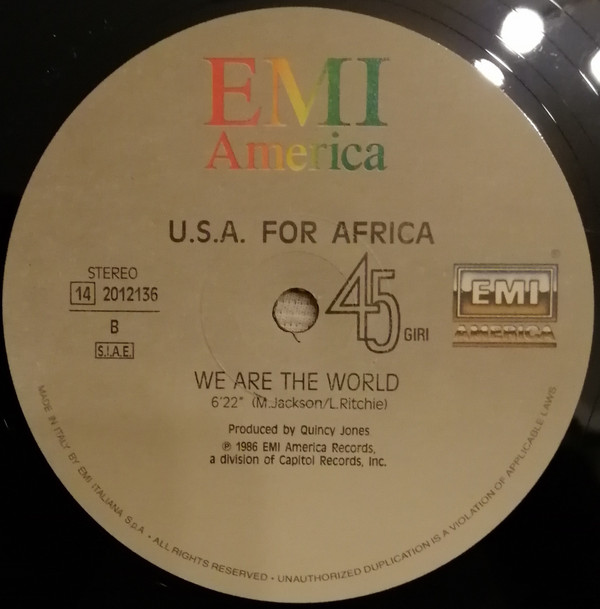 EMI
America
U.S.A. FOR AFRICA
STEREO
14 2012136
B
S.I.A.E.
45 GIRI
®
EMI
AMERICA
WE ARE THE WORLD
6'22" (M.Jackson/L.Ritchie)
Produced by Quincy Jones
℗ 1986 EMI America Records,
a division of Capitol Records, Inc.
MADE IN ITALY BY EMI ITALIANA S.p.A. • ALL RIGHTS RESERVED • UNAUTHORIZED DUPLICATION IS A VIOLATION OF APPLICABLE LAWS